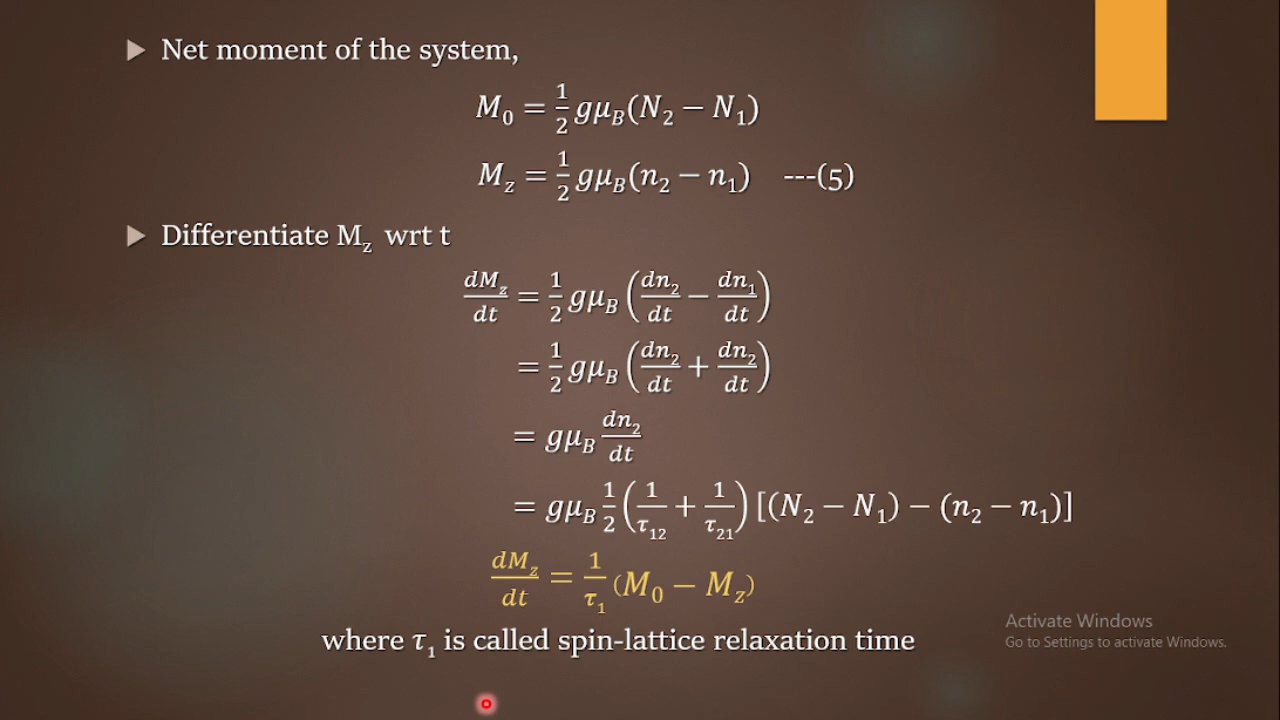 Net moment of the system,
M₀ = 1/2 gμ_B(N₂ − N₁)
M_z = 1/2 gμ_B(n₂ − n₁) ---(5)
Differentiate M_z wrt t
dM_z/dt = 1/2 gμ_B (dn₂/dt − dn₁/dt)
= 1/2 gμ_B (dn₂/dt + dn₂/dt)
= gμ_B dn₂/dt
= gμ_B 1/2 (1/τ₁₂ + 1/τ₂₁) [(N₂ − N₁) − (n₂ − n₁)]
dM_z/dt = 1/τ₁ (M₀ − M_z)
where τ₁ is called spin-lattice relaxation time
Activate Windows
Go to Settings to activate Windows.